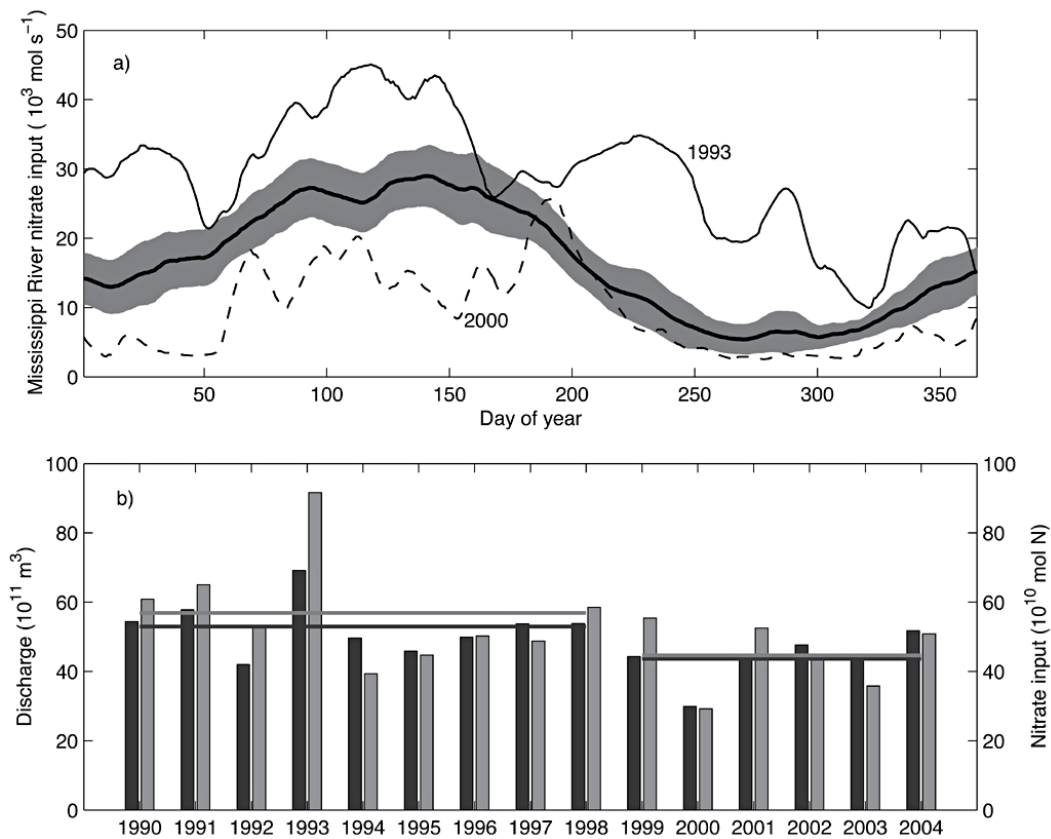 50
40
30
20
10
0
Mississippi River nitrate input ( 10³ mol s⁻¹)
a)
1993
2000
50 100 150 200 250 300 350
Day of year
100
80
60
40
20
0
Discharge (10¹¹ m³)
b)
100
80
60
40
20
0
Nitrate input (10¹⁰ mol N)
1990 1991 1992 1993 1994 1995 1996 1997 1998 1999 2000 2001 2002 2003 2004